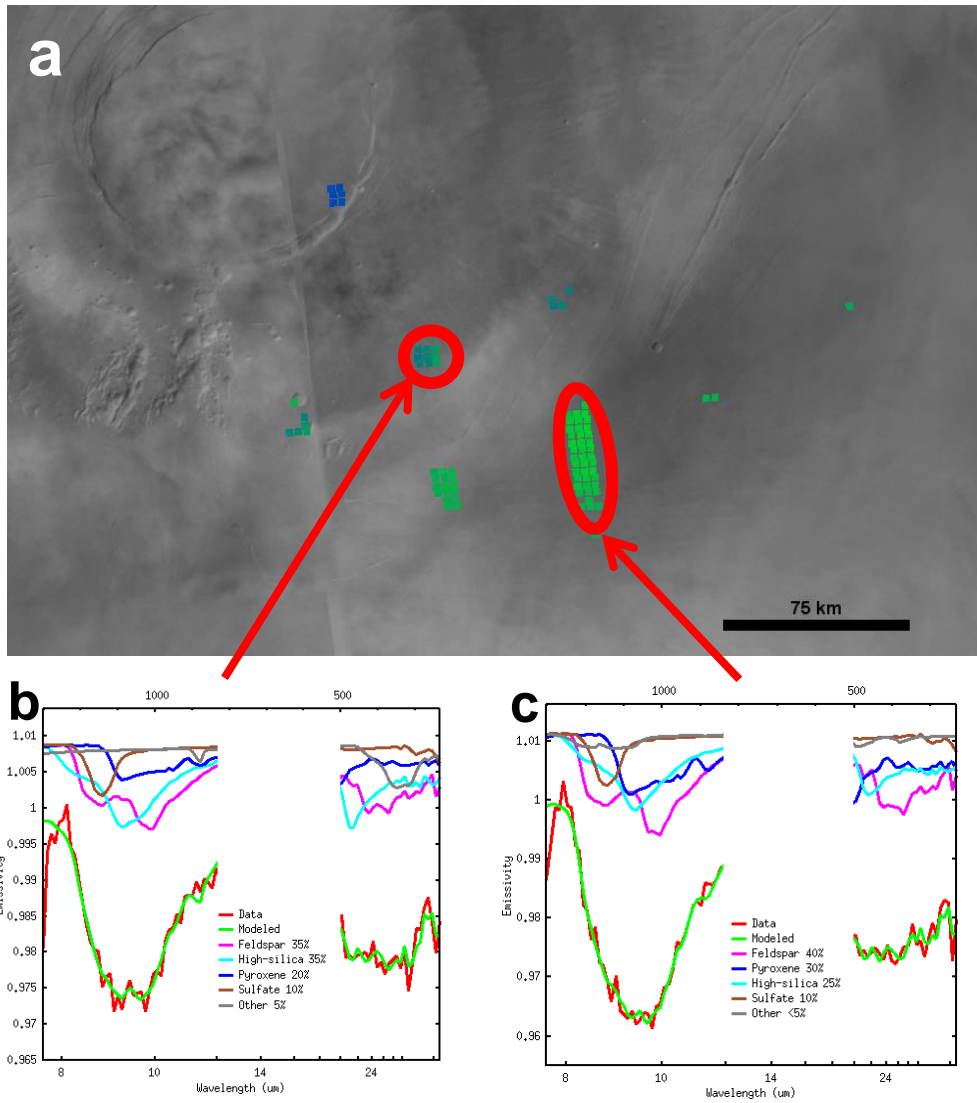 a
75 km
b
1000
500
1.01
1.005
1
0.995
0.99
0.985
0.98
0.975
0.97
0.965
Emissivity
Data
Modeled
Feldspar 35%
High-silica 35%
Pyroxene 20%
Sulfate 10%
Other 5%
8
10
14
24
Wavelength (um)
c
1000
500
1.01
1
0.99
0.98
0.97
0.96
Emissivity
Data
Modeled
Feldspar 40%
Pyroxene 30%
High-silica 25%
Sulfate 10%
Other <5%
8
10
14
24
Wavelength (um)